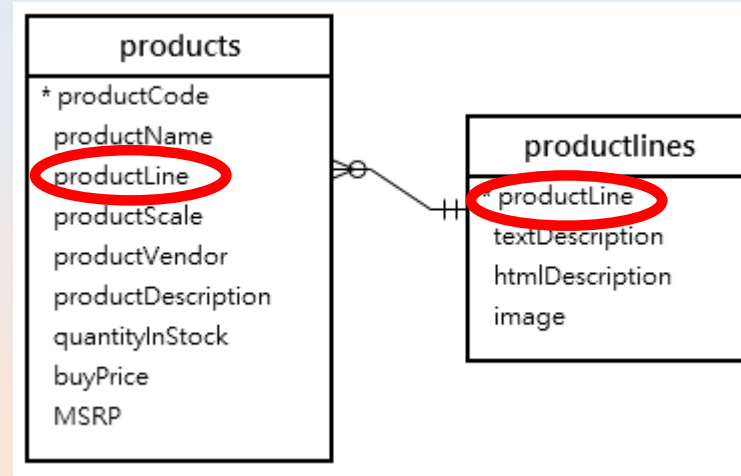 products
* productCode
productName
productLine
productScale
productVendor
productDescription
quantityInStock
buyPrice
MSRP
productlines
* productLine
textDescription
htmlDescription
image